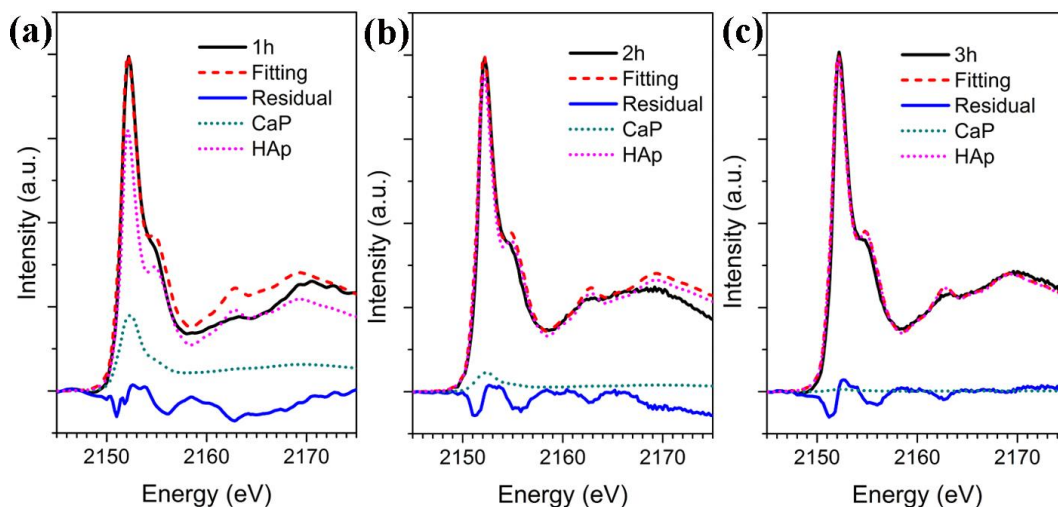 (a)
1h
Fitting
Residual
CaP
HAp
Intensity (a.u.)
2150 2160 2170
Energy (eV)
(b)
2h
Fitting
Residual
CaP
HAp
Intensity (a.u.)
2150 2160 2170
Energy (eV)
(c)
3h
Fitting
Residual
CaP
HAp
Intensity (a.u.)
2150 2160 2170
Energy (eV)